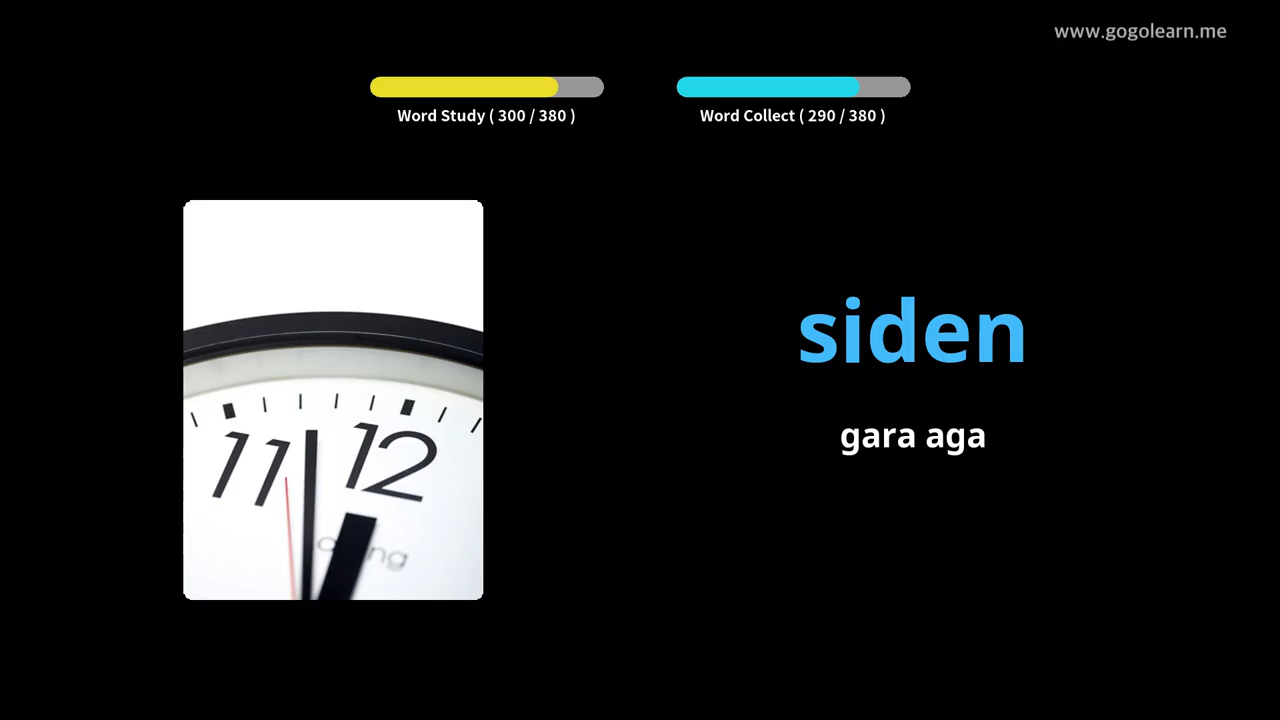 www.gogolearn.me
Word Study ( 300 / 380 )
Word Collect ( 290 / 380 )
siden
gara aga
11 12